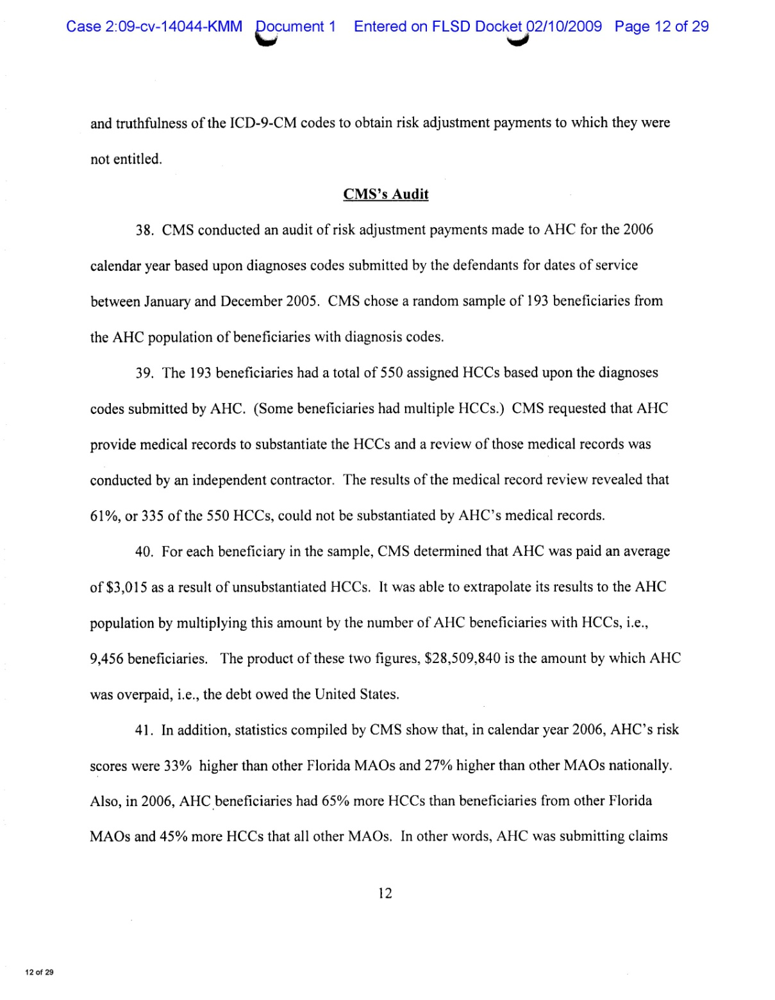 Case 2:09-cv-14044-KMM Document 1 Entered on FLSD Docket 02/10/2009 Page 12 of 29
and truthfulness of the ICD-9-CM codes to obtain risk adjustment payments to which they were
not entitled.
CMS's Audit
38. CMS conducted an audit of risk adjustment payments made to AHC for the 2006
calendar year based upon diagnoses codes submitted by the defendants for dates of service
between January and December 2005. CMS chose a random sample of 193 beneficiaries from
the AHC population of beneficiaries with diagnosis codes.
39. The 193 beneficiaries had a total of 550 assigned HCCs based upon the diagnoses
codes submitted by AHC. (Some beneficiaries had multiple HCCs.) CMS requested that AHC
provide medical records to substantiate the HCCs and a review of those medical records was
conducted by an independent contractor. The results of the medical record review revealed that
61%, or 335 of the 550 HCCs, could not be substantiated by AHC's medical records.
40. For each beneficiary in the sample, CMS determined that AHC was paid an average
of $3,015 as a result of unsubstantiated HCCs. It was able to extrapolate its results to the AHC
population by multiplying this amount by the number of AHC beneficiaries with HCCs, i.e.,
9,456 beneficiaries. The product of these two figures, $28,509,840 is the amount by which AHC
was overpaid, i.e., the debt owed the United States.
41. In addition, statistics compiled by CMS show that, in calendar year 2006, AHC's risk
scores were 33% higher than other Florida MAOs and 27% higher than other MAOs nationally.
Also, in 2006, AHC beneficiaries had 65% more HCCs than beneficiaries from other Florida
MAOs and 45% more HCCs that all other MAOs. In other words, AHC was submitting claims
12
12 of 29